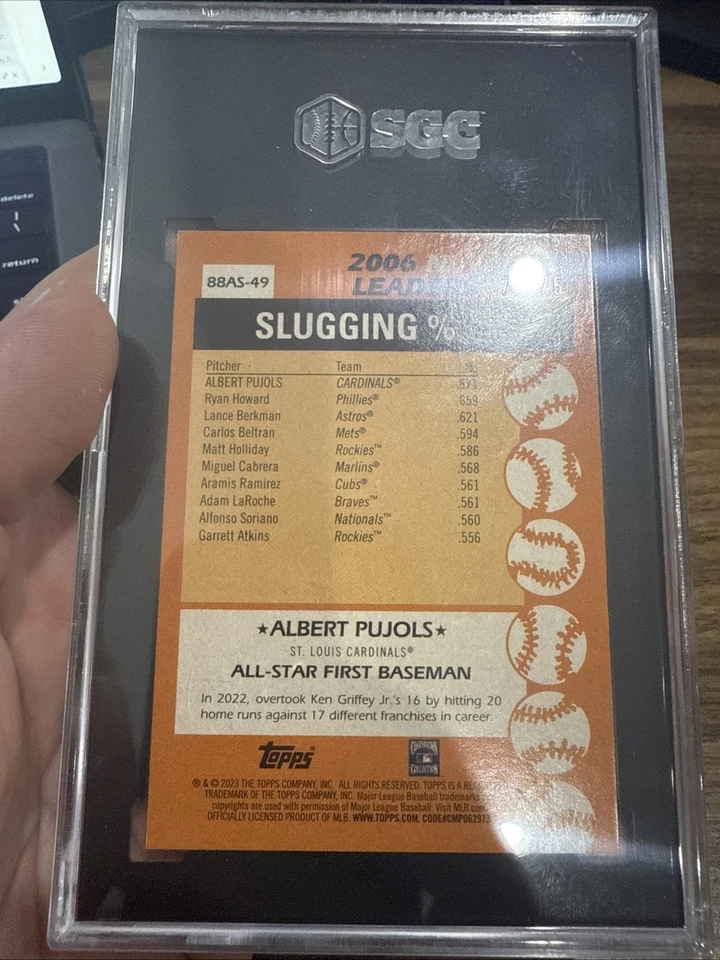 delete
return
SGC
88AS-49
2006
SLUGGING %
Pitcher Team
ALBERT PUJOLS CARDINALS® .671
Ryan Howard Phillies® .659
Lance Berkman Astros® .621
Carlos Beltran Mets® .594
Matt Holliday Rockies™ .586
Miguel Cabrera Marlins® .568
Aramis Ramirez Cubs® .561
Adam LaRoche Braves™ .561
Alfonso Soriano Nationals™ .560
Garrett Atkins Rockies™ .556
★ALBERT PUJOLS★
ST. LOUIS CARDINALS®
ALL-STAR FIRST BASEMAN
In 2022, overtook Ken Griffey Jr.'s 16 by hitting 20
home runs against 17 different franchises in career.
topps
® & © 2023 THE TOPPS COMPANY, INC. ALL RIGHTS RESERVED. TOPPS IS A
TRADEMARK OF THE TOPPS COMPANY, INC. Major League Baseball trademarks
copyrights are used with permission of Major League Baseball. Visit MLB.com
OFFICIALLY LICENSED PRODUCT OF MLB. WWW.TOPPS.COM. CODE#CMP062973